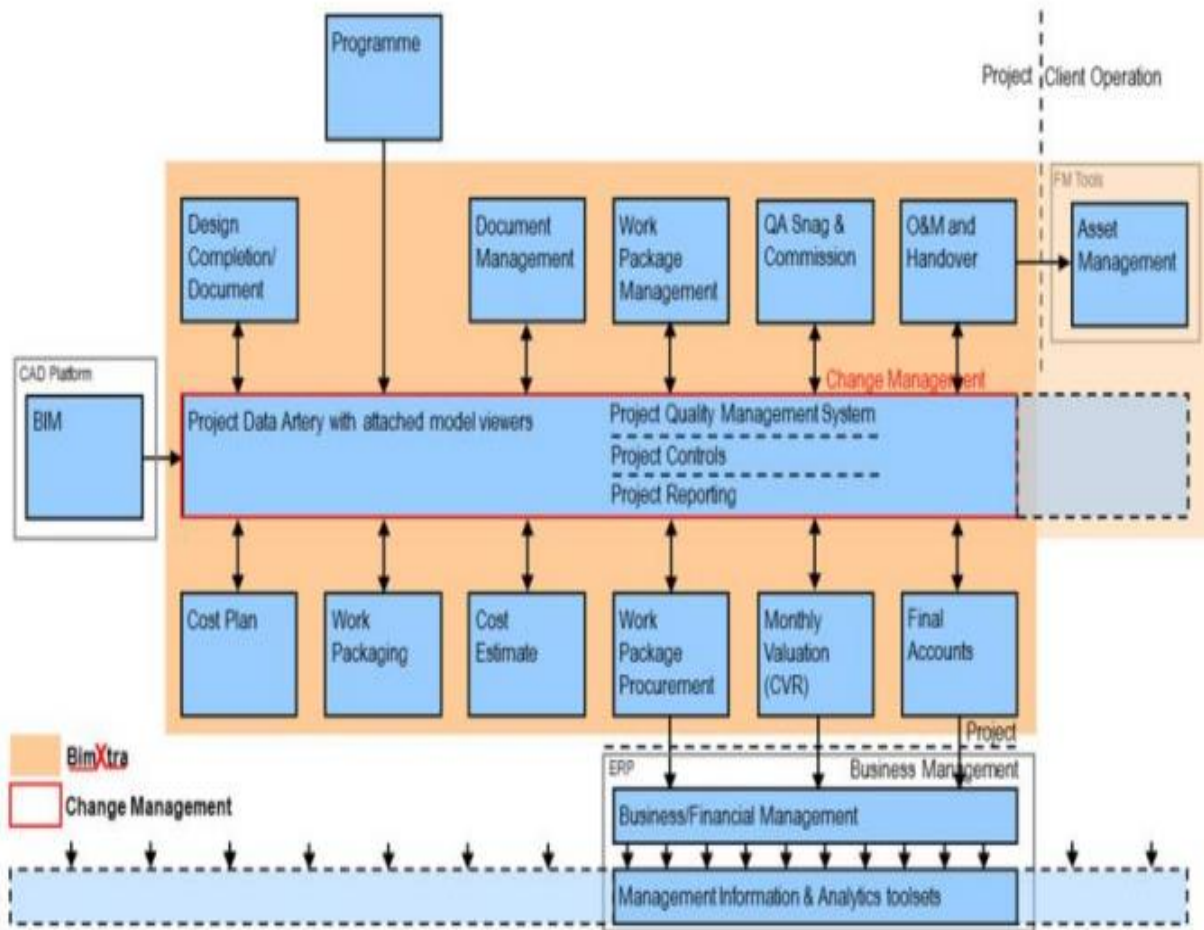 Programme
Project
Client Operation
FM Tools
Design
Completion/
Document
Document
Management
Work
Package
Management
QA Snag &
Commission
O&M and
Handover
Asset
Management
CAD Platform
BIM
Change Management
Project Data Artery with attached model viewers
Project Quality Management System
Project Controls
Project Reporting
Cost Plan
Work
Packaging
Cost
Estimate
Work
Package
Procurement
Monthly
Valuation
(CVR)
Final
Accounts
Project
BimXtra
Change Management
ERP
Business Management
Business/Financial Management
Management Information & Analytics toolsets